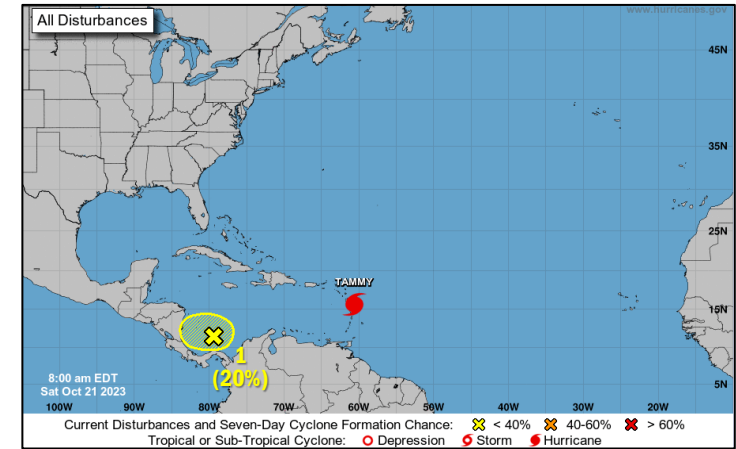 All Disturbances
www.hurricanes.gov
45N
35N
25N
TAMMY
15N
1
(20%)
8:00 am EDT
Sat Oct 21 2023
5N
100W 90W 80W 70W 60W 50W 40W 30W 20W
Current Disturbances and Seven-Day Cyclone Formation Chance: < 40% 40-60% > 60%
Tropical or Sub-Tropical Cyclone: Depression Storm Hurricane